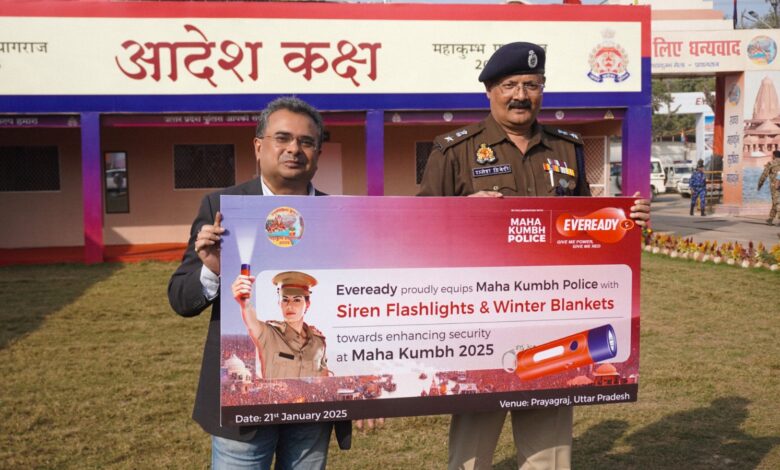 यागराज
आदेश कक्ष
महाकुम्भ
लिए धन्यवाद
MAHA KUMBH POLICE
EVEREADY
GIVE ME POWER,
GIVE ME RED
Eveready proudly equips Maha Kumbh Police with
Siren Flashlights & Winter Blankets
towards enhancing security
at Maha Kumbh 2025
Date: 21st January 2025
Venue: Prayagraj, Uttar Pradesh